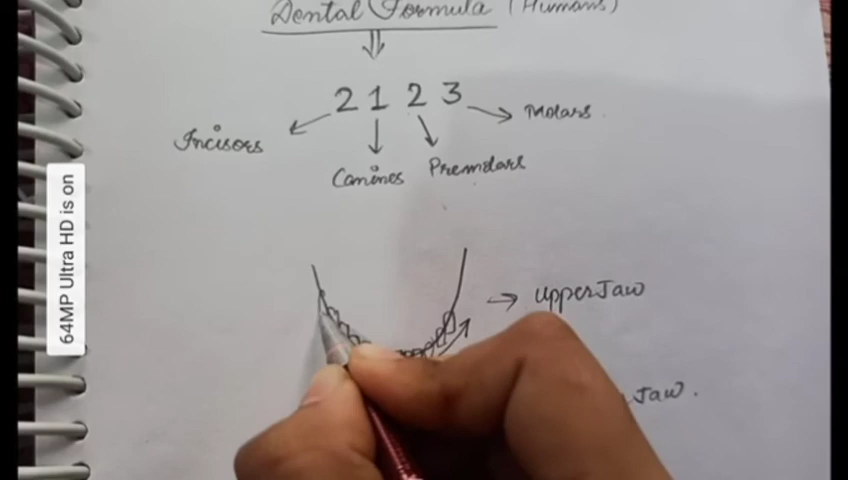 Dental Formula (Humans)
2 1 2 3
Incisors
Molars
Canines
Premolars
upper Jaw
Jaw.
64MP Ultra HD is on